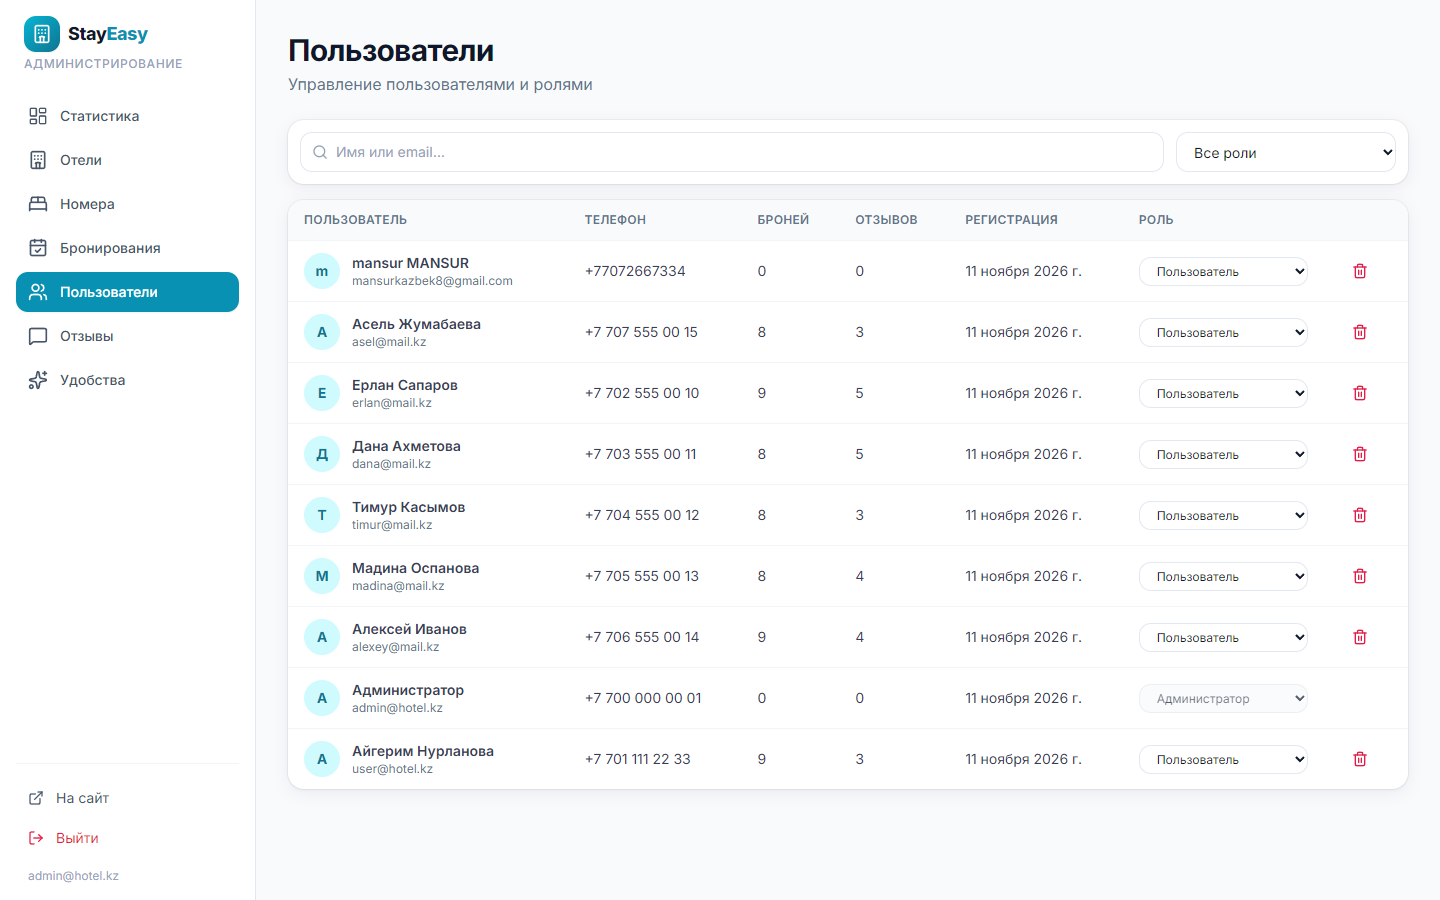 StayEasy
АДМИНИСТРИРОВАНИЕ
Статистика
Отели
Номера
Бронирования
Пользователи
Отзывы
Удобства
На сайт
Выйти
admin@hotel.kz
Пользователи
Управление пользователями и ролями
Имя или email...
Все роли
ПОЛЬЗОВАТЕЛЬ ТЕЛЕФОН БРОНЕЙ ОТЗЫВОВ РЕГИСТРАЦИЯ РОЛЬ
m mansur MANSUR +77072667334 0 0 11 ноября 2026 г. Пользователь
mansurkazbek8@gmail.com
А Асель Жумабаева +7 707 555 00 15 8 3 11 ноября 2026 г. Пользователь
asel@mail.kz
Е Ерлан Сапаров +7 702 555 00 10 9 5 11 ноября 2026 г. Пользователь
erlan@mail.kz
Д Дана Ахметова +7 703 555 00 11 8 5 11 ноября 2026 г. Пользователь
dana@mail.kz
Т Тимур Касымов +7 704 555 00 12 8 3 11 ноября 2026 г. Пользователь
timur@mail.kz
М Мадина Оспанова +7 705 555 00 13 8 4 11 ноября 2026 г. Пользователь
madina@mail.kz
А Алексей Иванов +7 706 555 00 14 9 4 11 ноября 2026 г. Пользователь
alexey@mail.kz
А Администратор +7 700 000 00 01 0 0 11 ноября 2026 г. Администратор
admin@hotel.kz
А Айгерим Нурланова +7 701 111 22 33 9 3 11 ноября 2026 г. Пользователь
user@hotel.kz